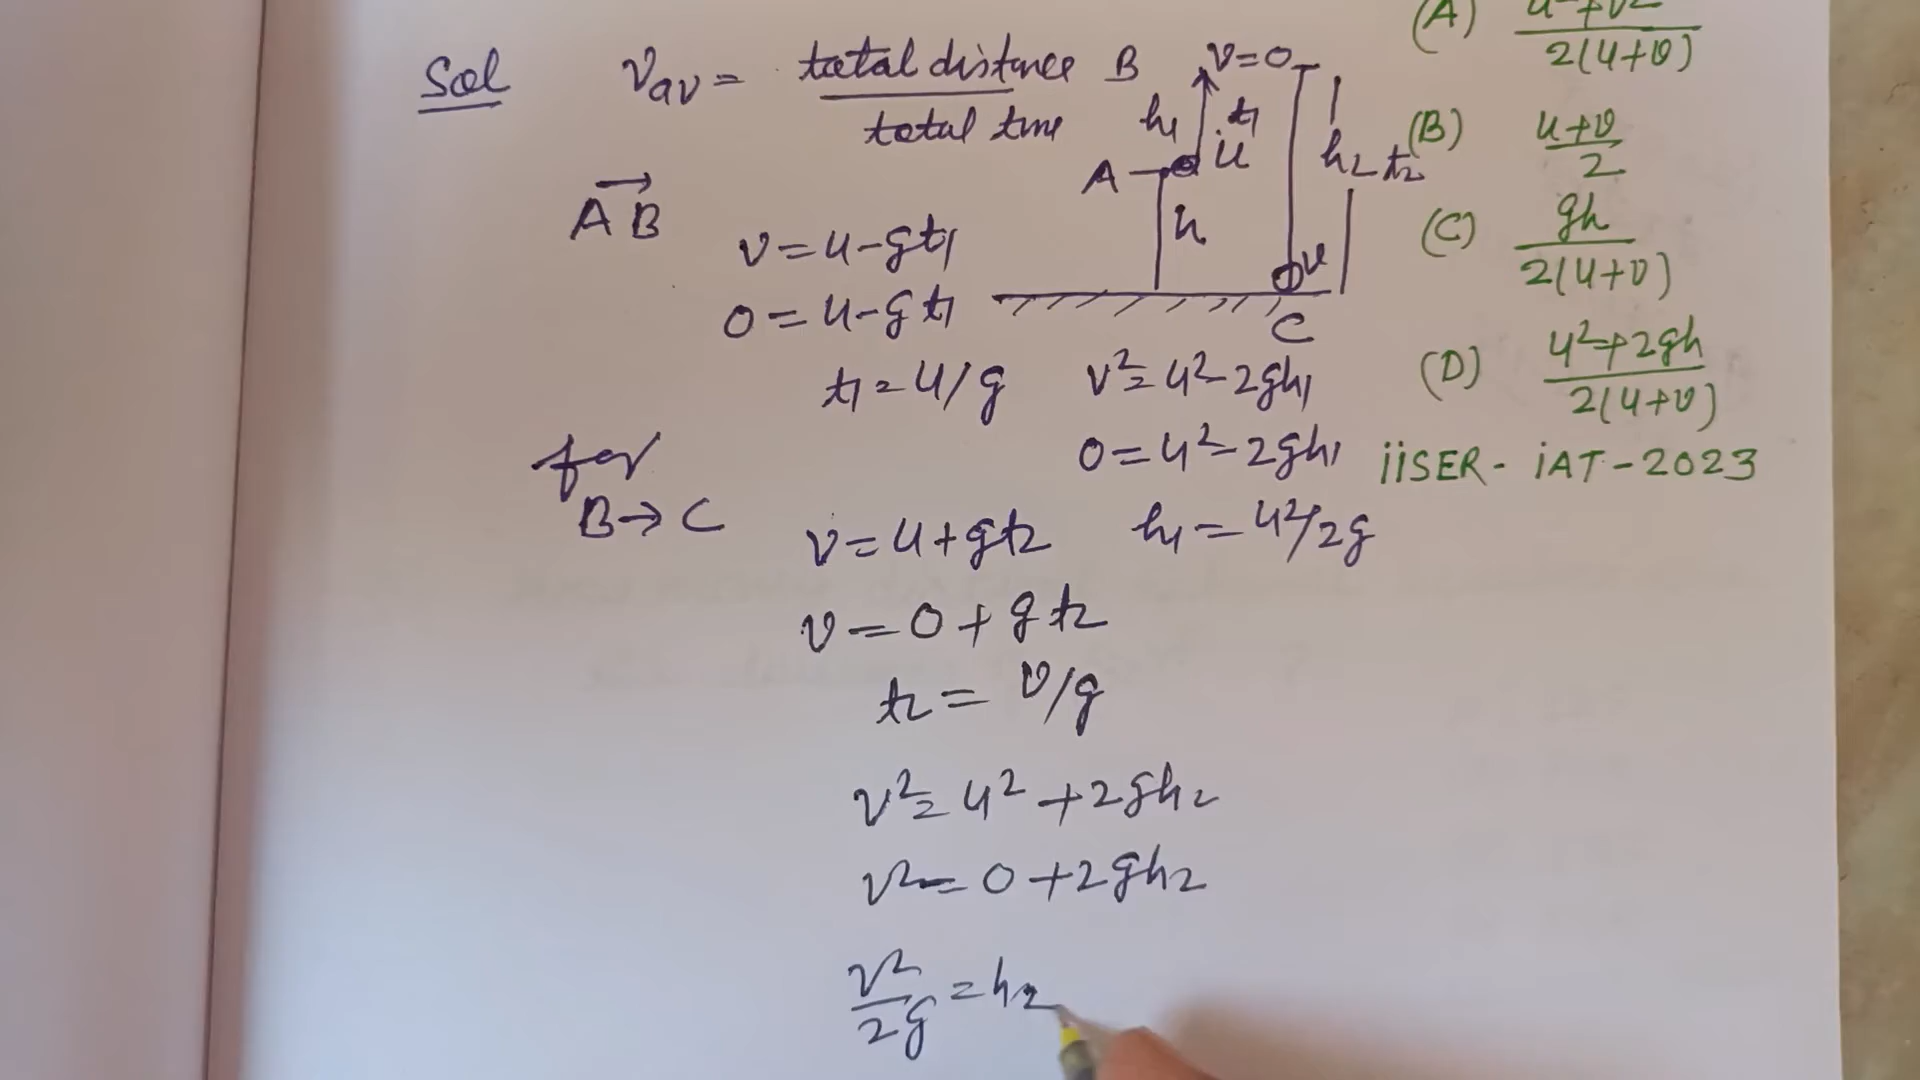 Sol Vav = total distance / total time
B v=0
h1 t1
A u
h
h2 t2
v
C
AB
v = u - gt1
0 = u - gt1
t1 = u/g
v² = u² - 2gh1
0 = u² - 2gh1
h1 = u²/2g
for
B → C
v = u + gt2
v = 0 + gt2
t2 = v/g
v² = u² + 2gh2
v² = 0 + 2gh2
v²/2g = h2
(A) u²+v²/2(u+v)
(B) u+v/2
(C) gh/2(u+v)
(D) u²+2gh/2(u+v)
iiSER - iAT - 2023